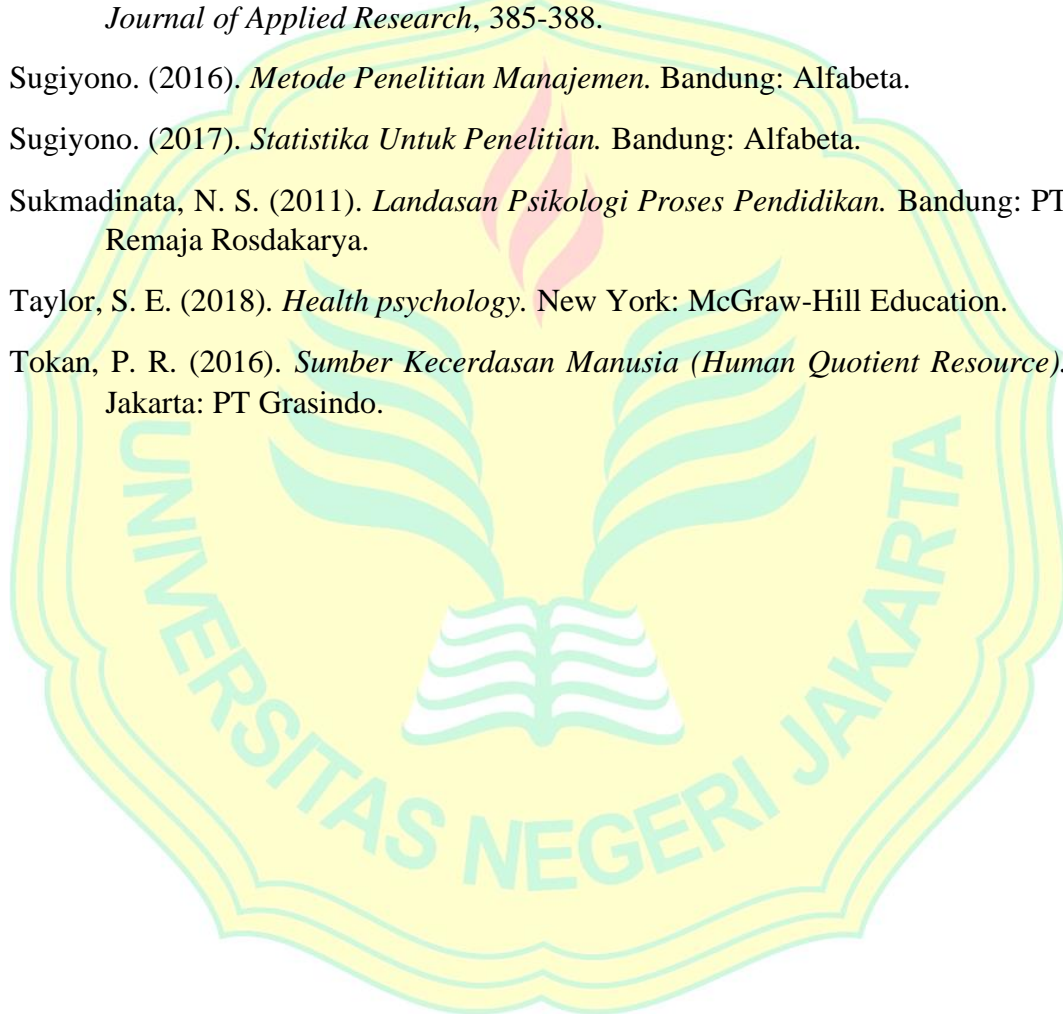 Journal of Applied Research, 385-388.
Sugiyono. (2016). Metode Penelitian Manajemen. Bandung: Alfabeta.
Sugiyono. (2017). Statistika Untuk Penelitian. Bandung: Alfabeta.
Sukmadinata, N. S. (2011). Landasan Psikologi Proses Pendidikan. Bandung: PT
Remaja Rosdakarya.
Taylor, S. E. (2018). Health psychology. New York: McGraw-Hill Education.
Tokan, P. R. (2016). Sumber Kecerdasan Manusia (Human Quotient Resource).
Jakarta: PT Grasindo.
UNIVERSITAS NEGERI JAKARTA